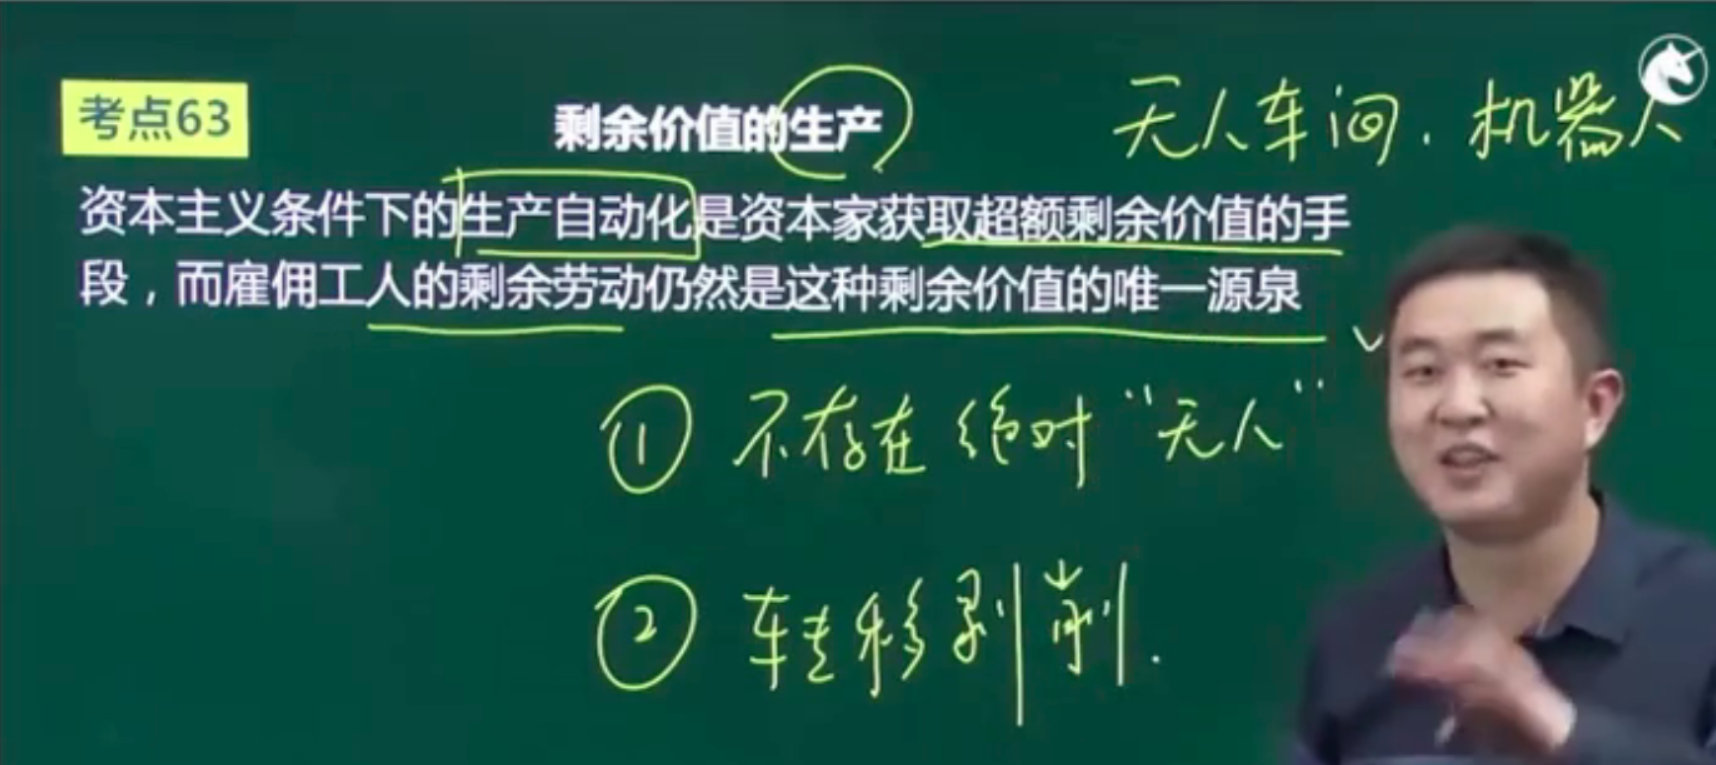 考点63
剩余价值的生产
无人车间．机器人
资本主义条件下的生产自动化是资本家获取超额剩余价值的手
段，而雇佣工人的剩余劳动仍然是这种剩余价值的唯一源泉
① 不存在绝对“无人”
② 转移剥削．